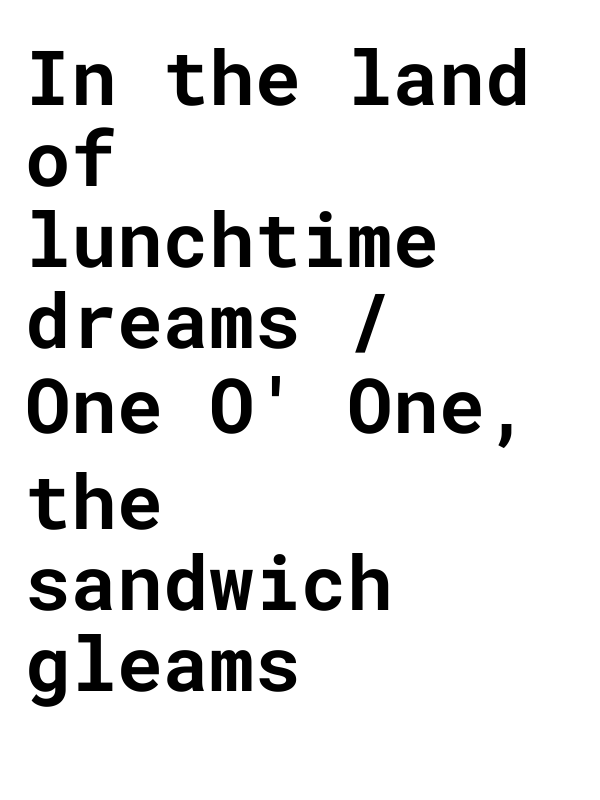 In the land
of
lunchtime
dreams /
One O' One,
the
sandwich
gleams